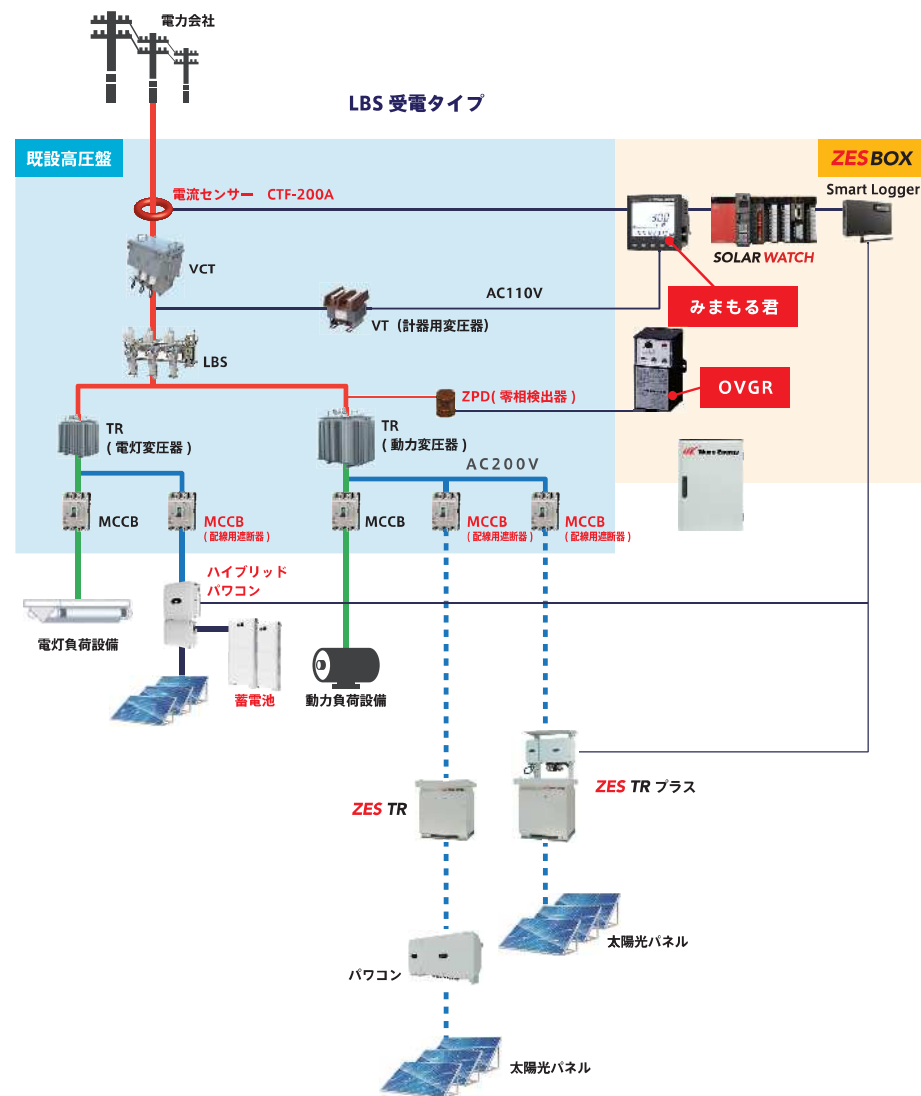 電力会社
LBS 受電タイプ
既設高圧盤
ZES BOX
電流センサー CTF-200A
Smart Logger
VCT
SOLAR WATCH
AC110V
みまもる君
VT（計器用変圧器）
LBS
ZPD( 零相検出器 )
OVGR
TR
( 電灯変圧器 )
TR
( 動力変圧器 )
AC200V
MCCB
MCCB
( 配線用遮断器 )
MCCB
MCCB
( 配線用遮断器 )
MCCB
( 配線用遮断器 )
ハイブリッド
パワコン
電灯負荷設備
蓄電池
動力負荷設備
ZES TR
ZES TR プラス
太陽光パネル
パワコン
太陽光パネル